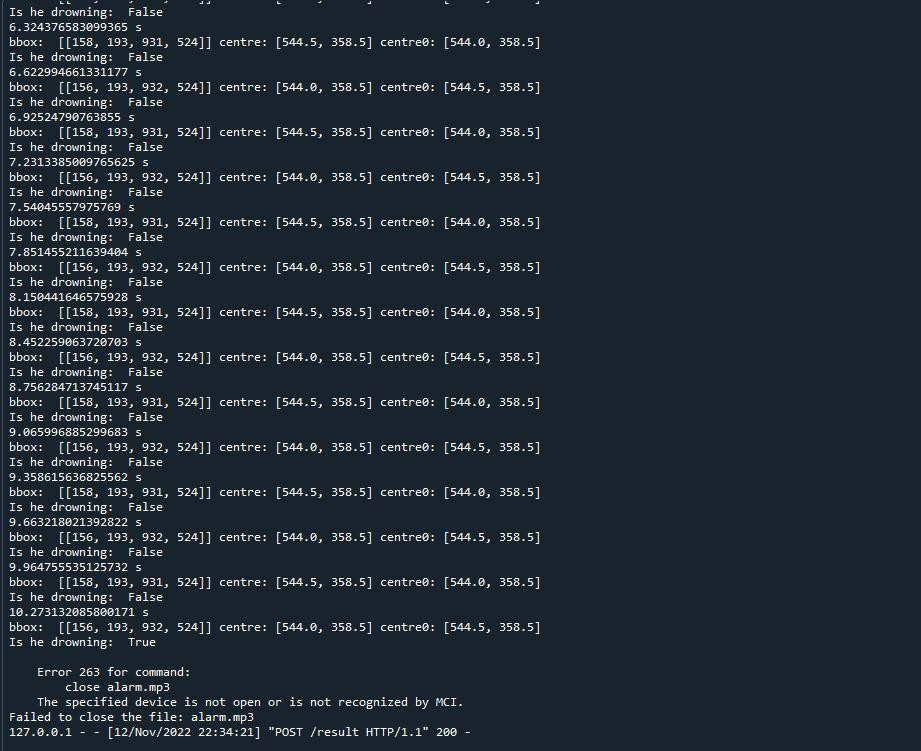 Is he drowning:  False
6.324376583099365 s
bbox:  [[158, 193, 931, 524]] centre: [544.5, 358.5] centre0: [544.0, 358.5]
Is he drowning:  False
6.622994661331177 s
bbox:  [[156, 193, 932, 524]] centre: [544.0, 358.5] centre0: [544.5, 358.5]
Is he drowning:  False
6.92524790763855 s
bbox:  [[158, 193, 931, 524]] centre: [544.5, 358.5] centre0: [544.0, 358.5]
Is he drowning:  False
7.2313385009765625 s
bbox:  [[156, 193, 932, 524]] centre: [544.0, 358.5] centre0: [544.5, 358.5]
Is he drowning:  False
7.54045557975769 s
bbox:  [[158, 193, 931, 524]] centre: [544.5, 358.5] centre0: [544.0, 358.5]
Is he drowning:  False
7.851455211639404 s
bbox:  [[156, 193, 932, 524]] centre: [544.0, 358.5] centre0: [544.5, 358.5]
Is he drowning:  False
8.150441646575928 s
bbox:  [[158, 193, 931, 524]] centre: [544.5, 358.5] centre0: [544.0, 358.5]
Is he drowning:  False
8.452259063720703 s
bbox:  [[156, 193, 932, 524]] centre: [544.0, 358.5] centre0: [544.5, 358.5]
Is he drowning:  False
8.756284713745117 s
bbox:  [[158, 193, 931, 524]] centre: [544.5, 358.5] centre0: [544.0, 358.5]
Is he drowning:  False
9.065996885299683 s
bbox:  [[156, 193, 932, 524]] centre: [544.0, 358.5] centre0: [544.5, 358.5]
Is he drowning:  False
9.358615636825562 s
bbox:  [[158, 193, 931, 524]] centre: [544.5, 358.5] centre0: [544.0, 358.5]
Is he drowning:  False
9.663218021392822 s
bbox:  [[156, 193, 932, 524]] centre: [544.0, 358.5] centre0: [544.5, 358.5]
Is he drowning:  False
9.964755535125732 s
bbox:  [[158, 193, 931, 524]] centre: [544.5, 358.5] centre0: [544.0, 358.5]
Is he drowning:  False
10.273132085800171 s
bbox:  [[156, 193, 932, 524]] centre: [544.0, 358.5] centre0: [544.5, 358.5]
Is he drowning:  True
Error 263 for command:
close alarm.mp3
The specified device is not open or is not recognized by MCI.
Failed to close the file: alarm.mp3
127.0.0.1 - - [12/Nov/2022 22:34:21] "POST /result HTTP/1.1" 200 -